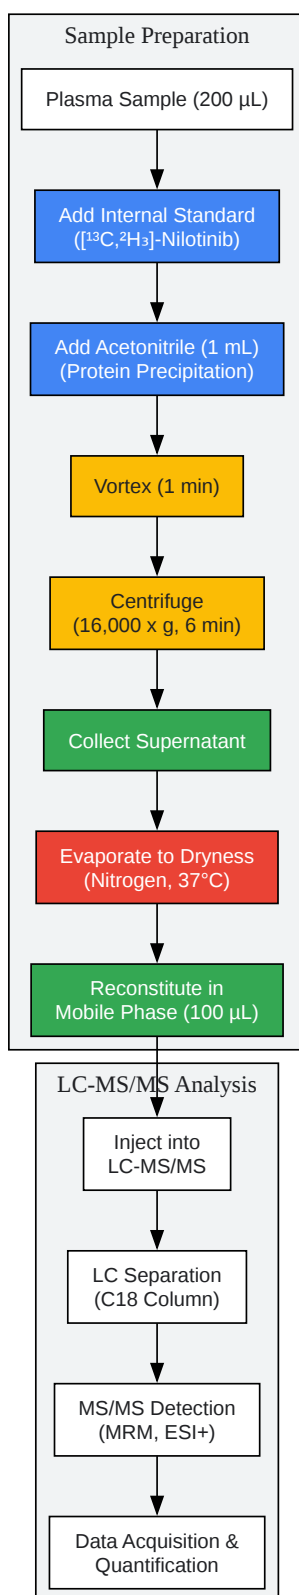 Sample Preparation
Plasma Sample (200 µL)
Add Internal Standard
([¹³C,²H₃]-Nilotinib)
Add Acetonitrile (1 mL)
(Protein Precipitation)
Vortex (1 min)
Centrifuge
(16,000 x g, 6 min)
Collect Supernatant
Evaporate to Dryness
(Nitrogen, 37°C)
Reconstitute in
Mobile Phase (100 µL)
LC-MS/MS Analysis
Inject into
LC-MS/MS
LC Separation
(C18 Column)
MS/MS Detection
(MRM, ESI+)
Data Acquisition &
Quantification